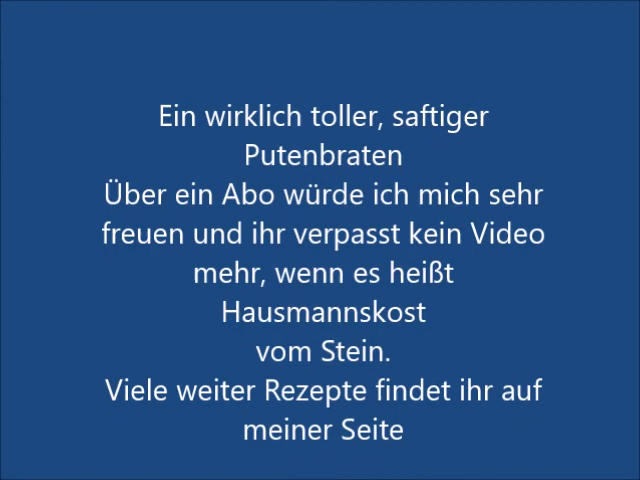 Ein wirklich toller, saftiger
Putenbraten
Über ein Abo würde ich mich sehr
freuen und ihr verpasst kein Video
mehr, wenn es heißt
Hausmannskost
vom Stein.
Viele weiter Rezepte findet ihr auf
meiner Seite